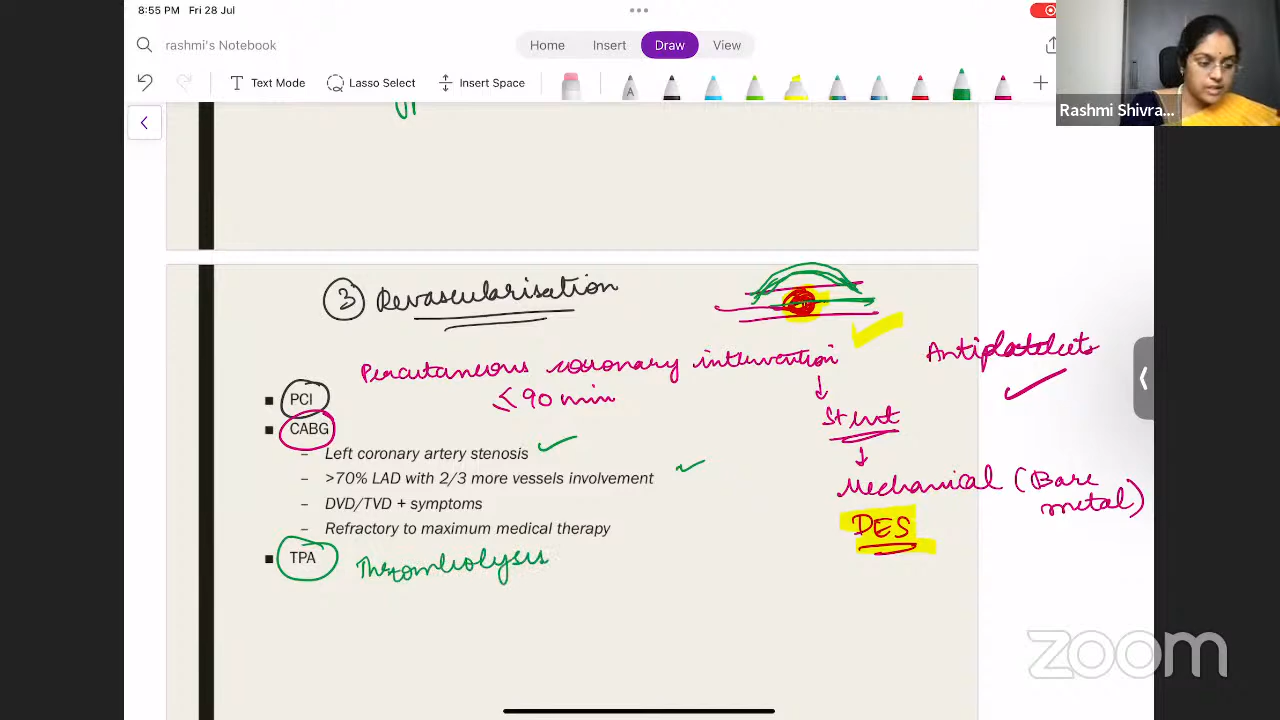 8:55 PM Fri 28 Jul
rashmi's Notebook
Home Insert Draw View
Text Mode Lasso Select Insert Space
A
Rashmi Shivra...
3 Revascularisation
Percutaneous coronary intervention
Antiplatelets
PCI
≤90 min
Stent
CABG
Left coronary artery stenosis
>70% LAD with 2/3 more vessels involvement
Mechanical (Bare
metal)
DVD/TVD + symptoms
DES
Refractory to maximum medical therapy
TPA Thrombolysis
zoom